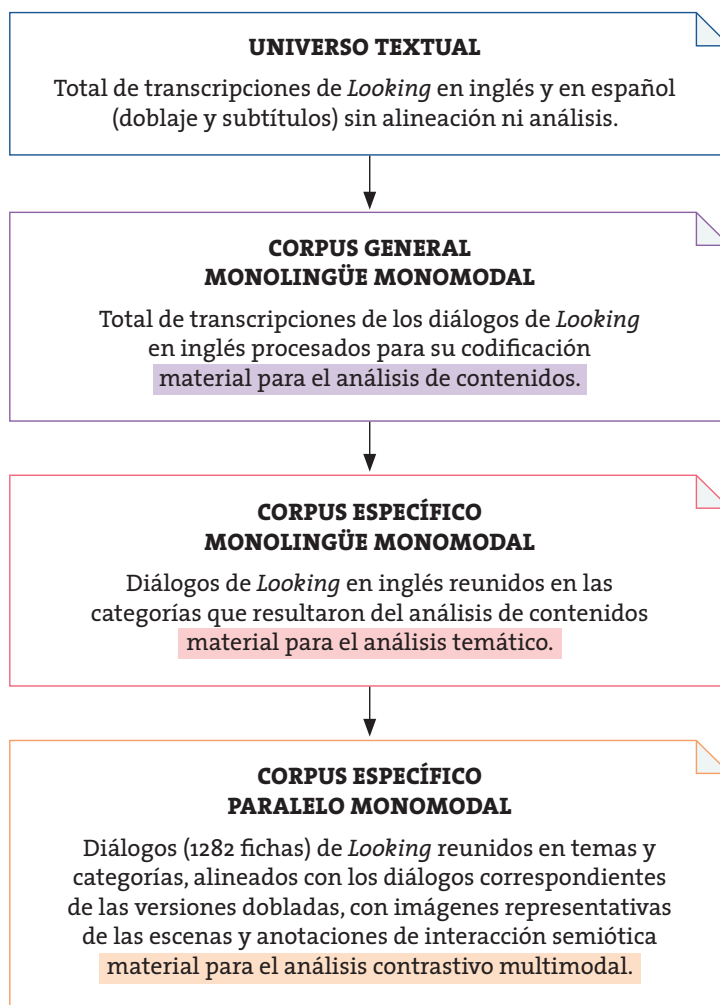 UNIVERSO TEXTUAL
Total de transcripciones de Looking en inglés y en español
(doblaje y subtítulos) sin alineación ni análisis.
CORPUS GENERAL
MONOLINGÜE MONOMODAL
Total de transcripciones de los diálogos de Looking
en inglés procesados para su codificación
material para el análisis de contenidos.
CORPUS ESPECÍFICO
MONOLINGÜE MONOMODAL
Diálogos de Looking en inglés reunidos en las
categorías que resultaron del análisis de contenidos
material para el análisis temático.
CORPUS ESPECÍFICO
PARALELO MONOMODAL
Diálogos (1282 fichas) de Looking reunidos en temas y
categorías, alineados con los diálogos correspondientes
de las versiones dobladas, con imágenes representativas
de las escenas y anotaciones de interacción semiótica
material para el análisis contrastivo multimodal.